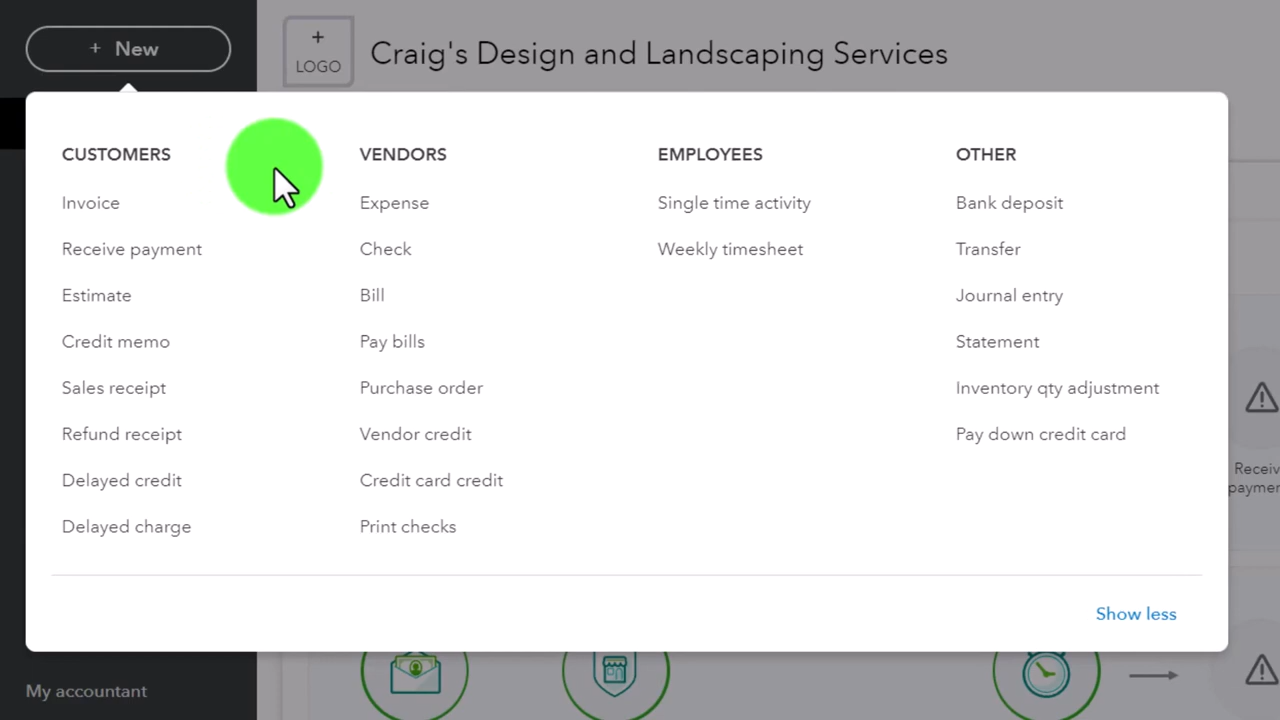 + New
+
LOGO
Craig's Design and Landscaping Services
CUSTOMERS
Invoice
Receive payment
Estimate
Credit memo
Sales receipt
Refund receipt
Delayed credit
Delayed charge
VENDORS
Expense
Check
Bill
Pay bills
Purchase order
Vendor credit
Credit card credit
Print checks
EMPLOYEES
Single time activity
Weekly timesheet
OTHER
Bank deposit
Transfer
Journal entry
Statement
Inventory qty adjustment
Pay down credit card
Show less
Receiv
paymen
My accountant